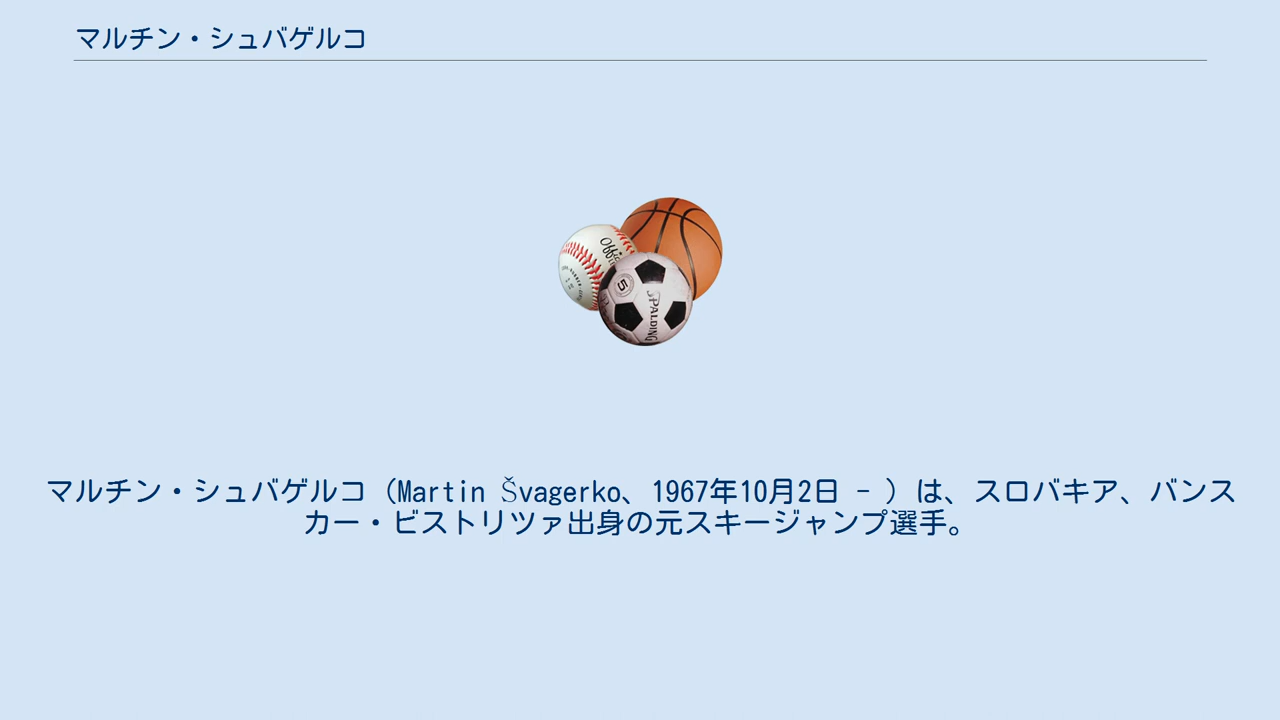 マルチン・シュバゲルコ
Offici
5
SPALDING
マルチン・シュバゲルコ（Martin Švagerko、1967年10月2日 - ）は、スロバキア、バンス
カー・ビストリツァ出身の元スキージャンプ選手。